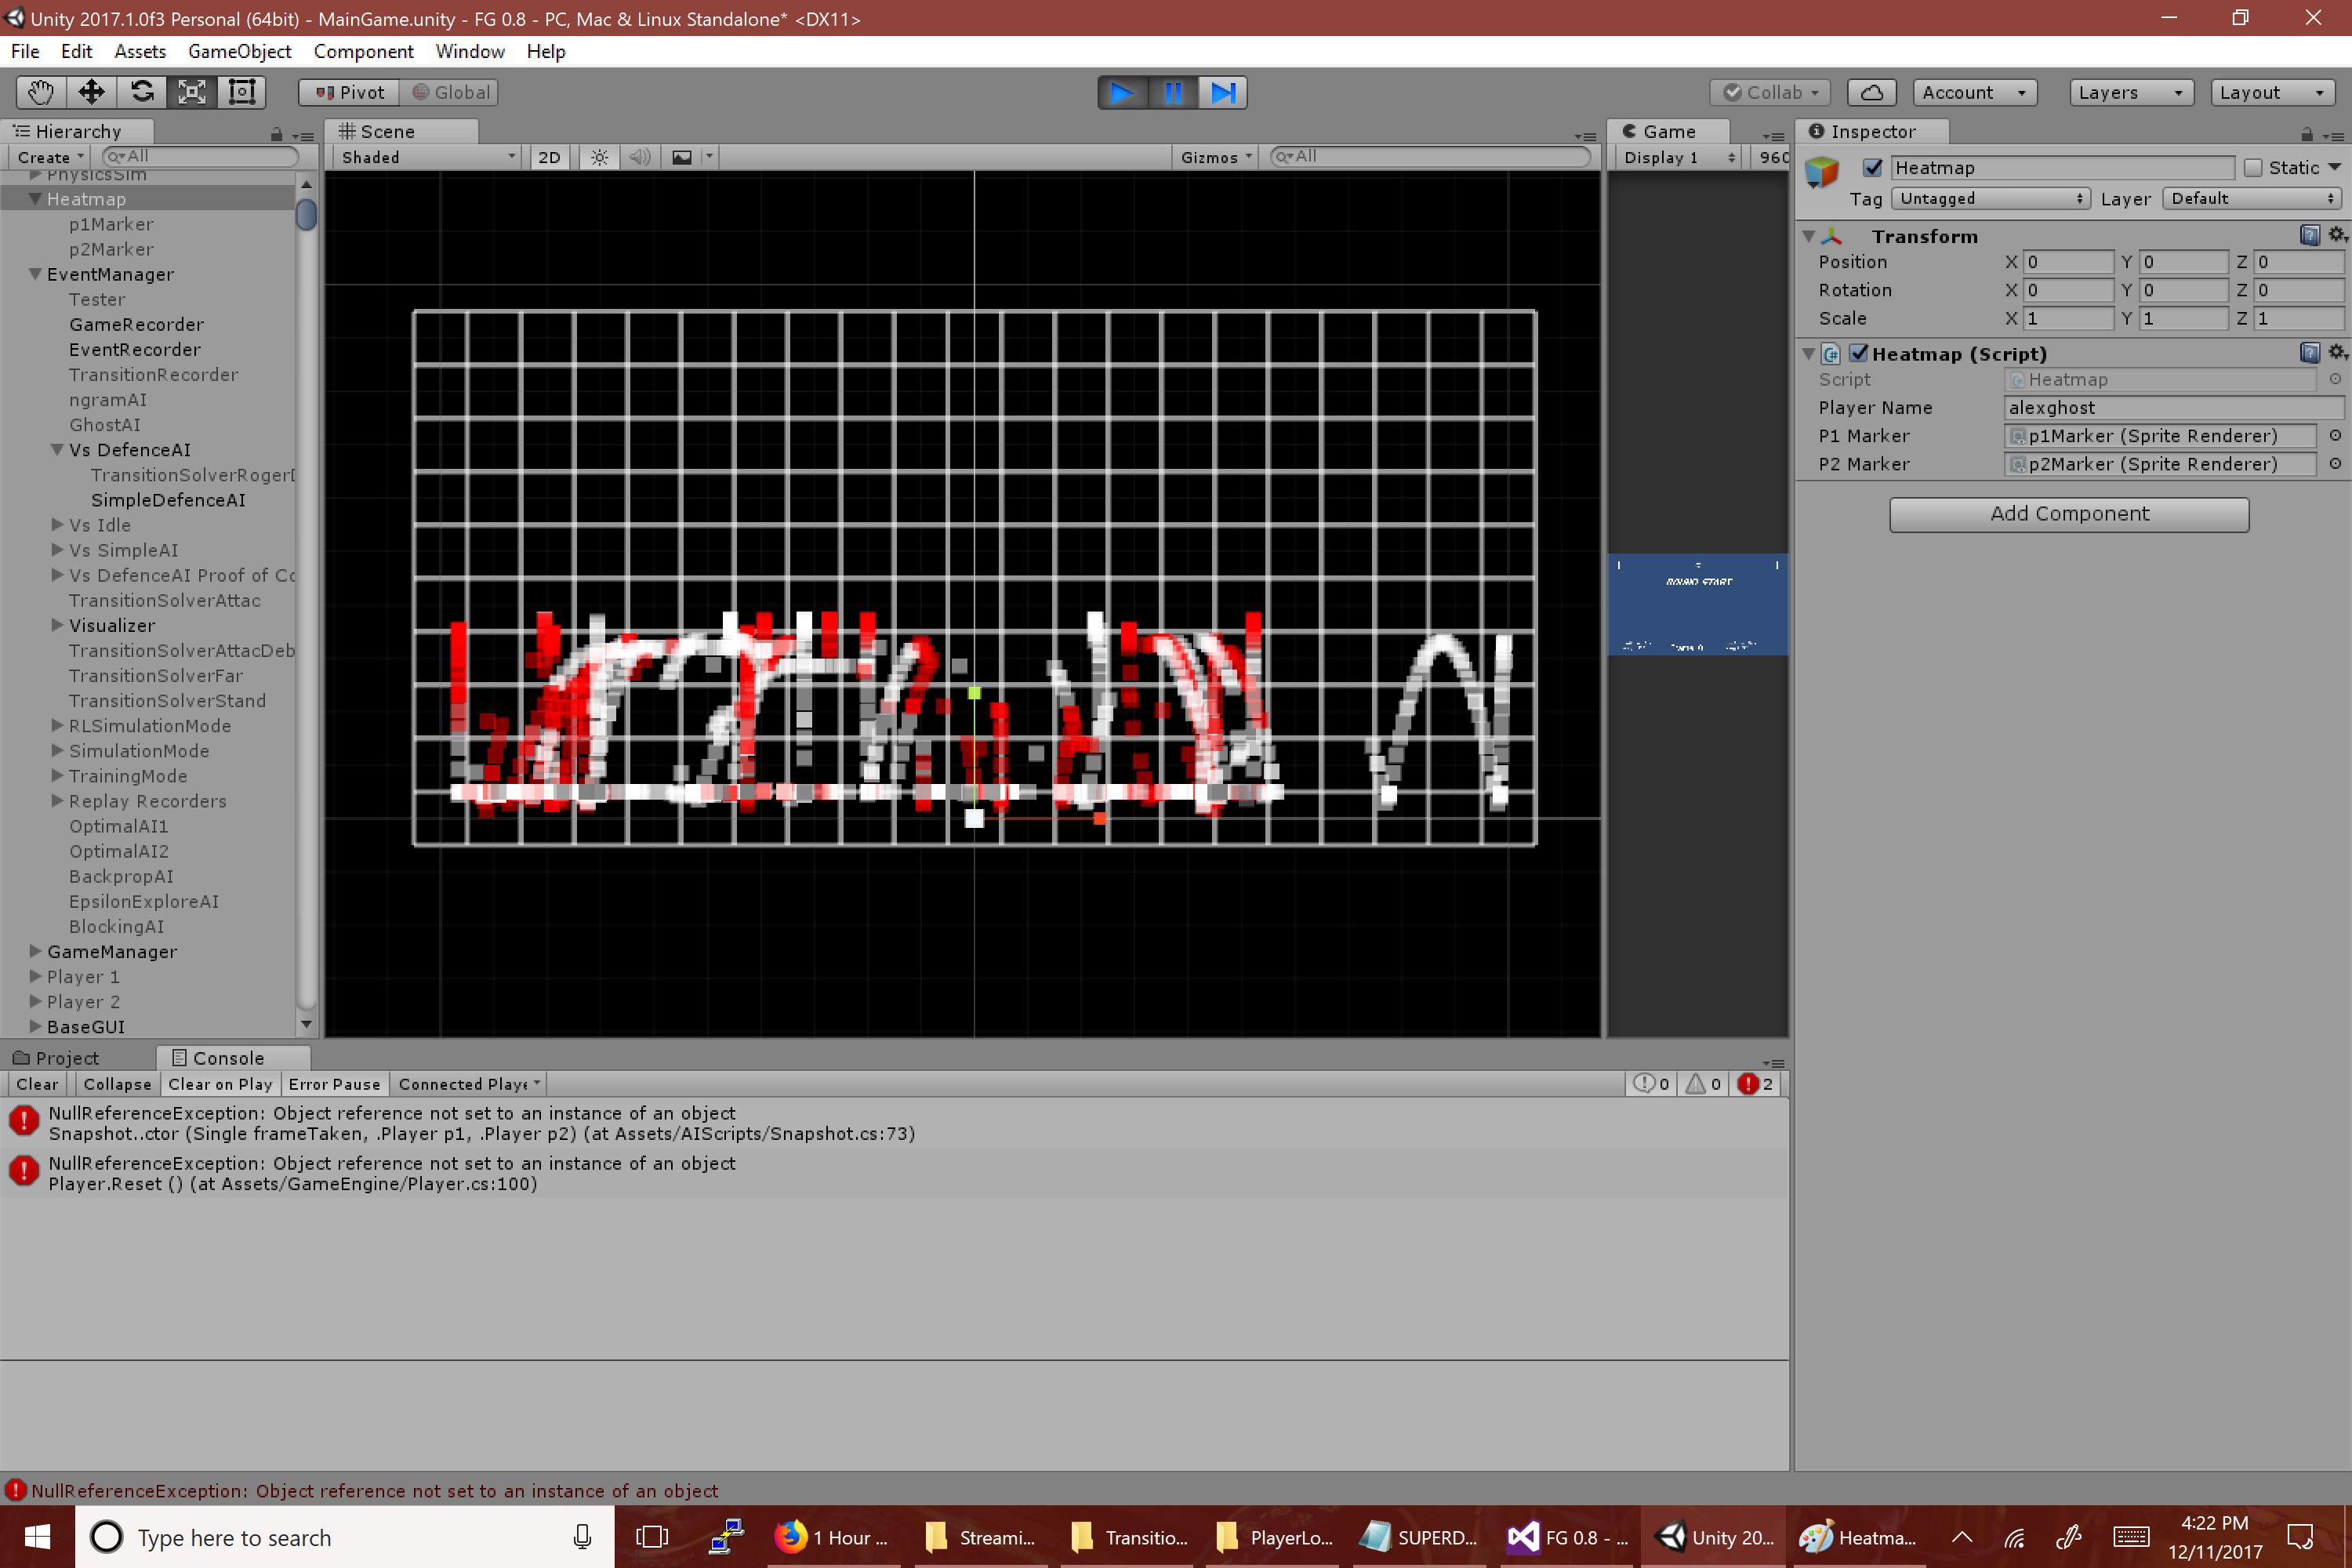 Unity 2017.1.0f3 Personal (64bit) - MainGame.unity - FG 0.8 - PC, Mac & Linux Standalone* <DX11>
File Edit Assets GameObject Component Window Help
Pivot Global Collab Account Layers Layout
Hierarchy
Create All
PhysicsSim
Heatmap
p1Marker
p2Marker
EventManager
Tester
GameRecorder
EventRecorder
TransitionRecorder
ngramAI
GhostAI
Vs DefenceAI
TransitionSolverRoger
SimpleDefenceAI
Vs Idle
Vs SimpleAI
Vs DefenceAI Proof of Co
TransitionSolverAttac
Visualizer
TransitionSolverAttacDeb
TransitionSolverFar
TransitionSolverStand
RLSimulationMode
SimulationMode
TrainingMode
Replay Recorders
OptimalAI1
OptimalAI2
BackpropAI
EpsilonExploreAI
BlockingAI
GameManager
Player 1
Player 2
BaseGUI
Scene
Shaded 2D Gizmos All
Game
Display 1 960
ROUND START
Inspector
Heatmap Static
Tag Untagged Layer Default
Transform
Position X 0 Y 0 Z 0
Rotation X 0 Y 0 Z 0
Scale X 1 Y 1 Z 1
Heatmap (Script)
Script Heatmap
Player Name alexghost
P1 Marker p1Marker (Sprite Renderer)
P2 Marker p2Marker (Sprite Renderer)
Add Component
Project Console
Clear Collapse Clear on Play Error Pause Connected Playe 0 0 2
NullReferenceException: Object reference not set to an instance of an object
Snapshot..ctor (Single frameTaken, .Player p1, .Player p2) (at Assets/AIScripts/Snapshot.cs:73)
NullReferenceException: Object reference not set to an instance of an object
Player.Reset () (at Assets/GameEngine/Player.cs:100)
NullReferenceException: Object reference not set to an instance of an object
Type here to search
1 Hour ...
Streami...
Transitio...
PlayerLo...
SUPERD...
FG 0.8 - ...
Unity 20...
Heatma...
4:22 PM
12/11/2017